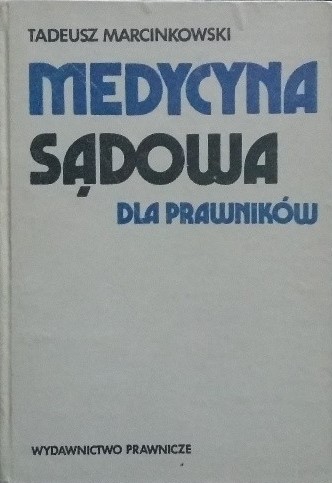 TADEUSZ MARCINKOWSKI
MEDYCYNA
SĄDOWA
DLA PRAWNIKÓW
WYDAWNICTWO PRAWNICZE